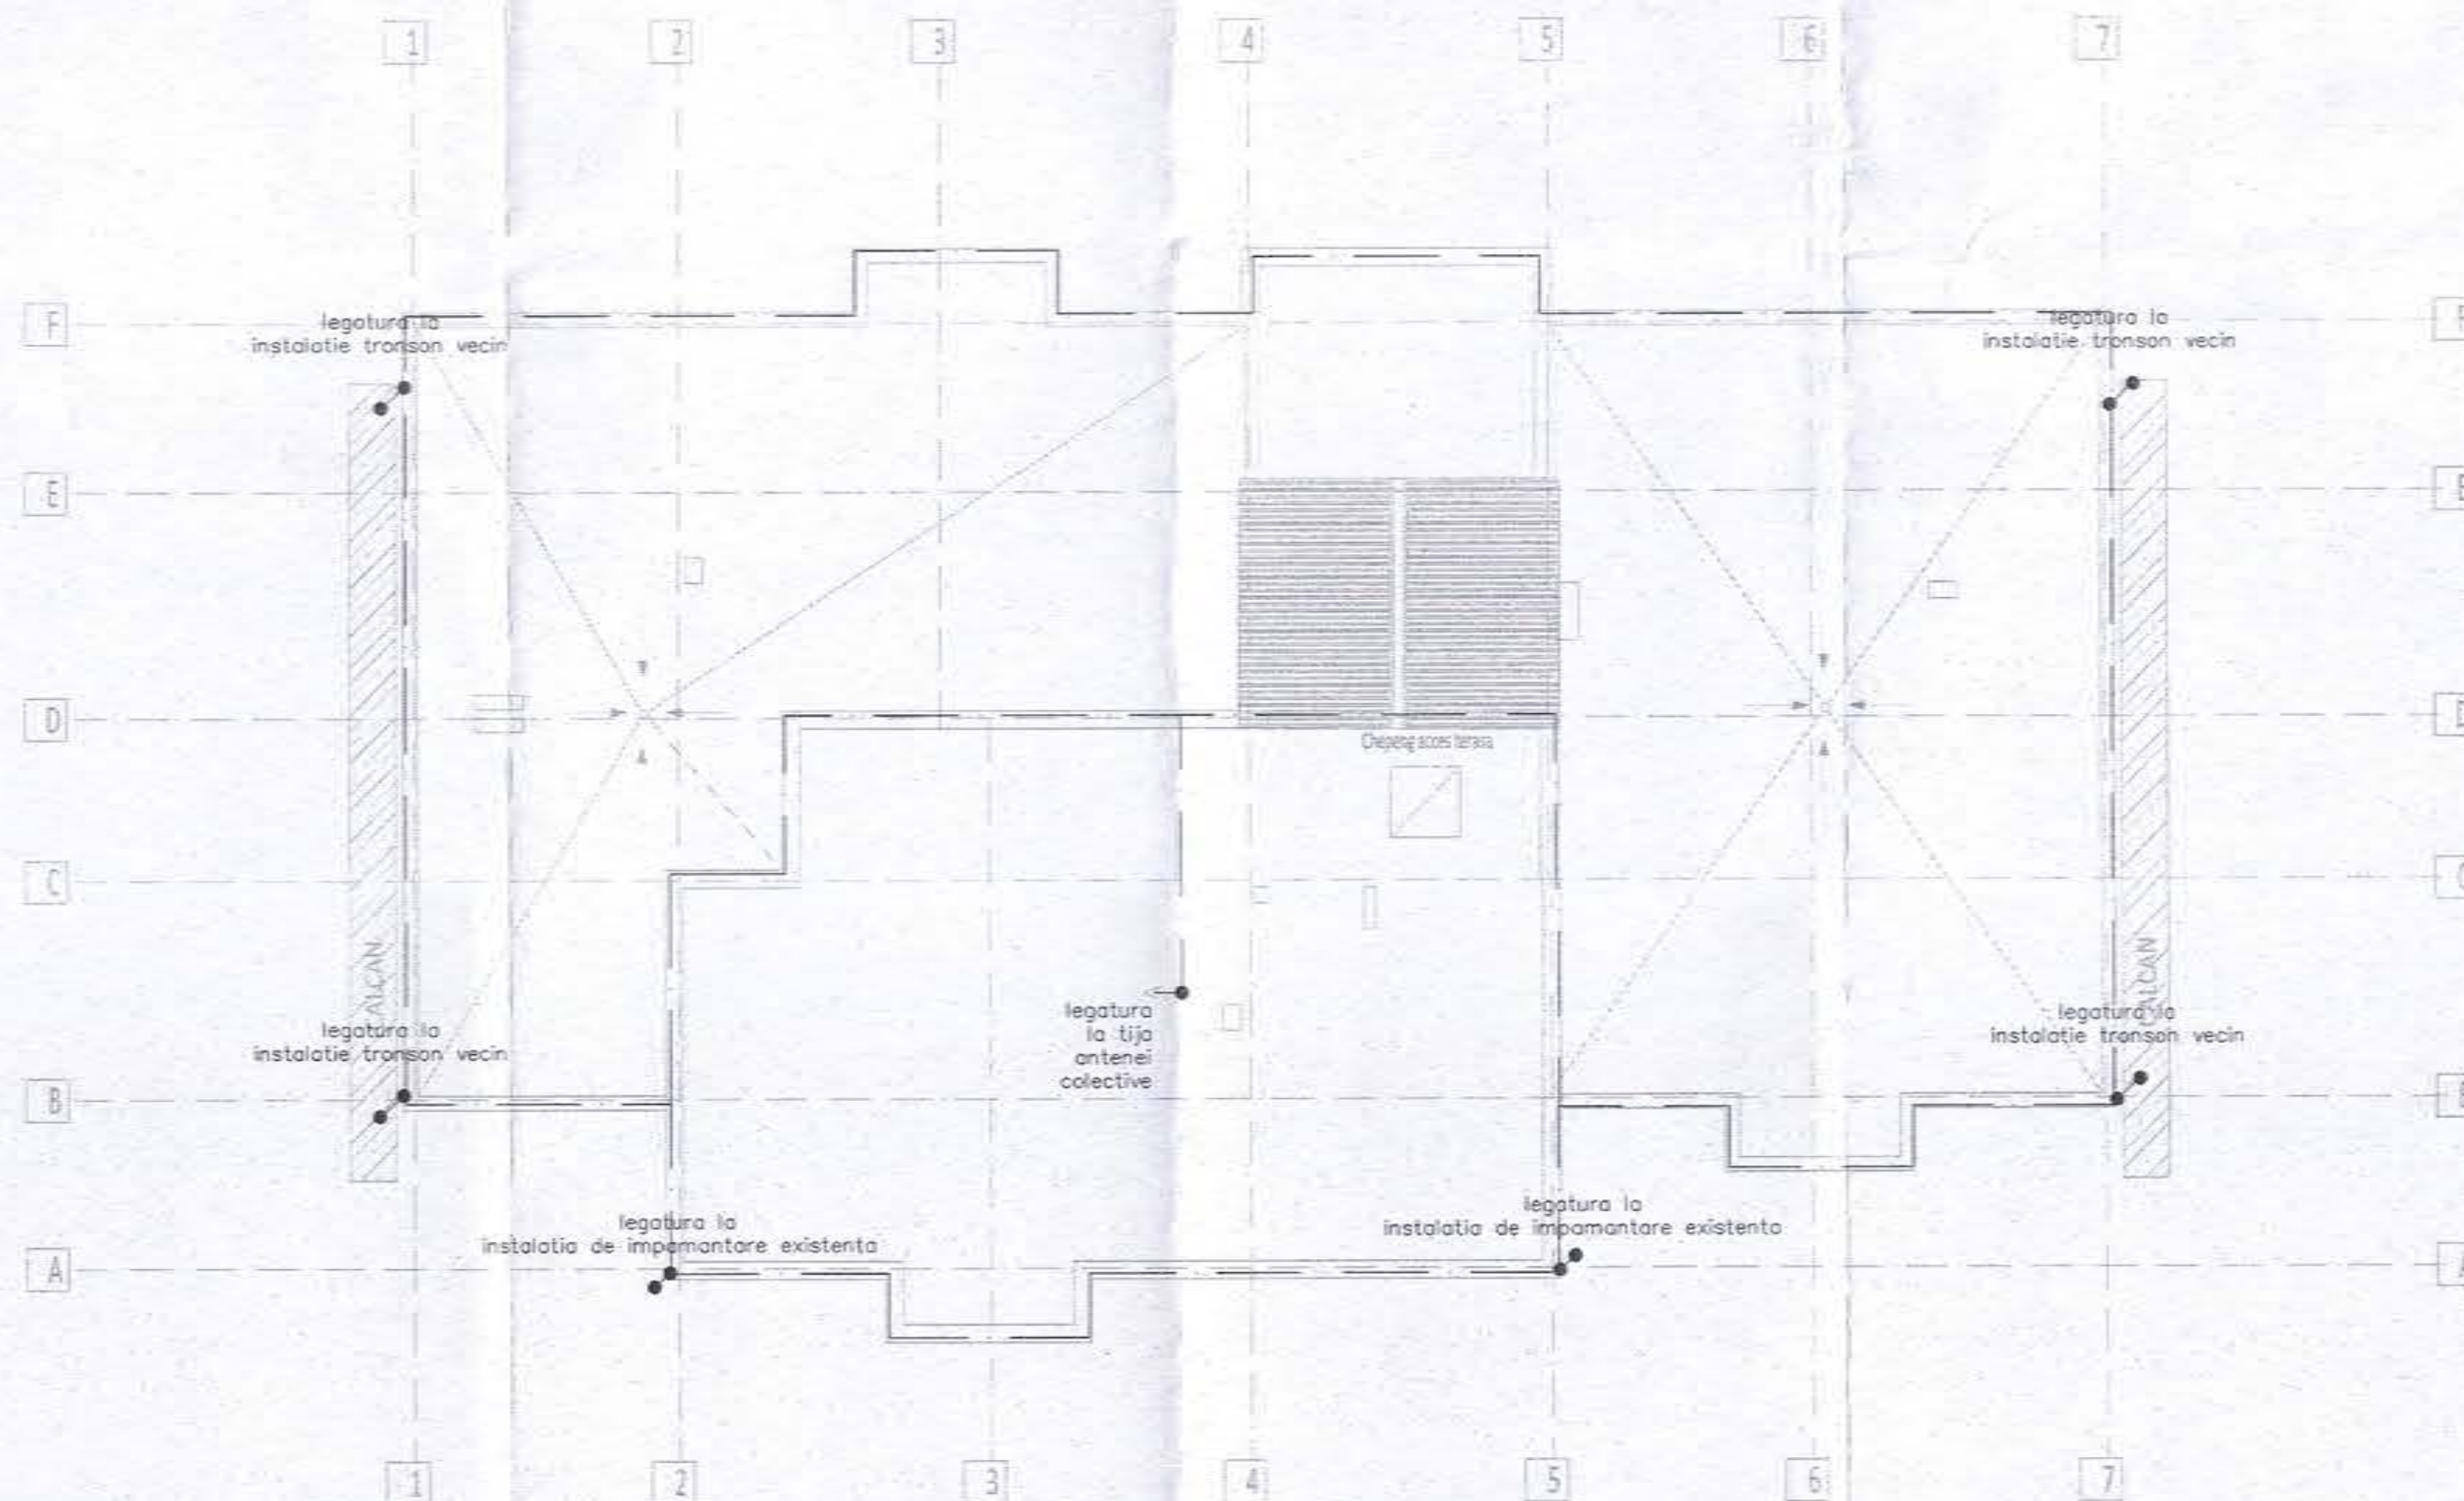 1 2 3 4 5 6 7
F
legatura la
instalatie tronson vecin
legatura la
instalatie tronson vecin
E
D
Chepeng acces terasa
C
CALCAN
CALCAN
legatura
la tija
antenei
colective
legatura la
instalatie tronson vecin
legatura la
instalatie tronson vecin
B
legatura la
instalatia de impamantare existenta
legatura la
instalatia de impamantare existenta
A
1 2 3 4 5 6 7